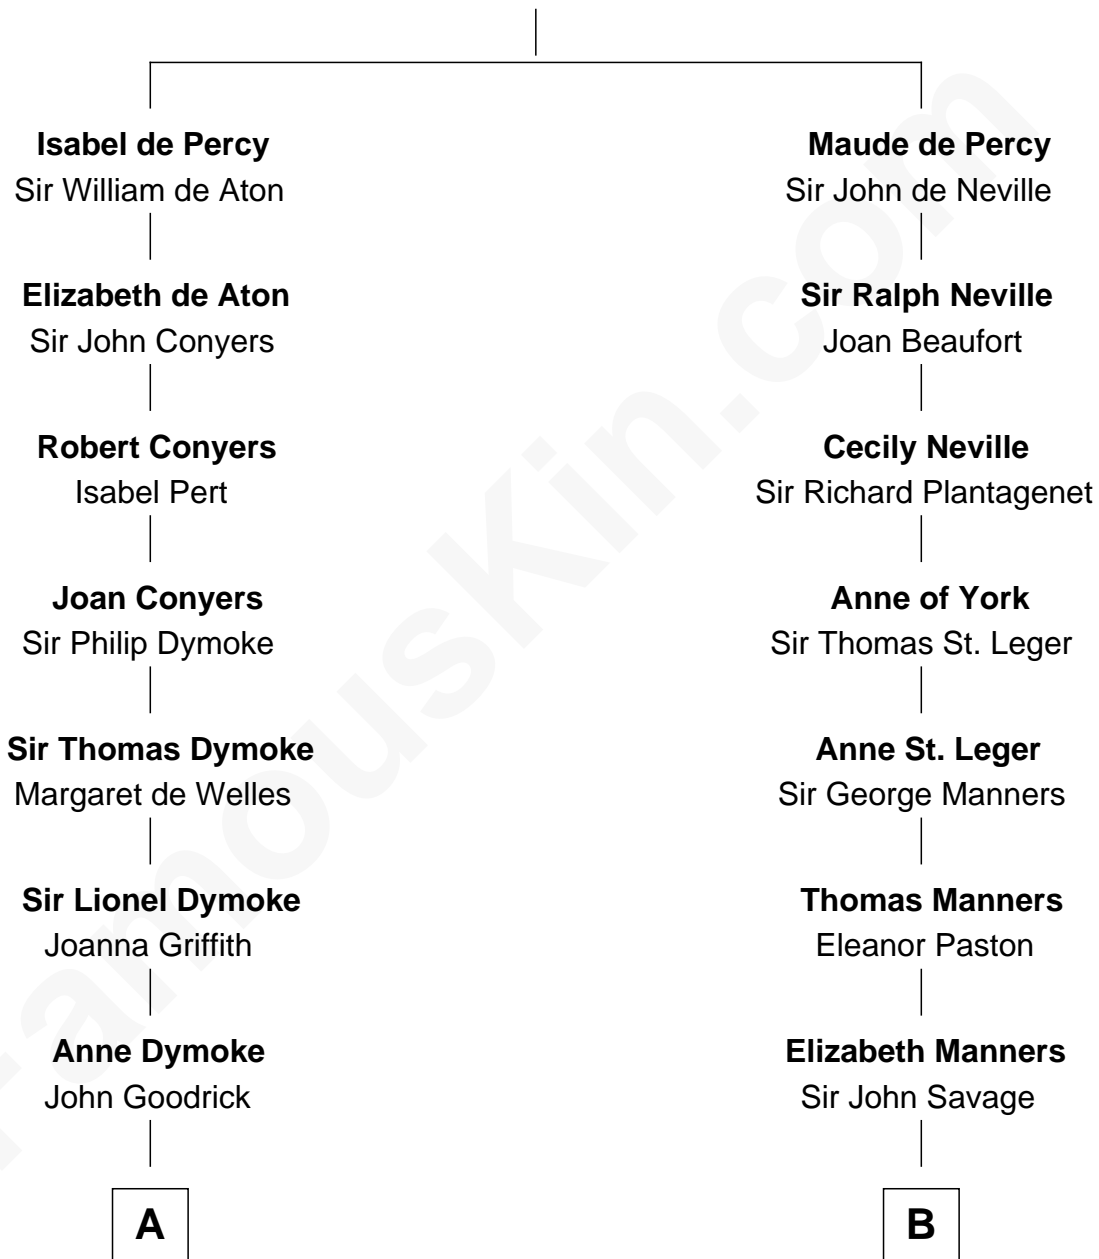 Isabel de Percy
Sir William de Aton
Elizabeth de Aton
Sir John Conyers
Robert Conyers
Isabel Pert
Joan Conyers
Sir Philip Dymoke
Sir Thomas Dymoke
Margaret de Welles
Sir Lionel Dymoke
Joanna Griffith
Anne Dymoke
John Goodrick
A
Maude de Percy
Sir John de Neville
Sir Ralph Neville
Joan Beaufort
Cecily Neville
Sir Richard Plantagenet
Anne of York
Sir Thomas St. Leger
Anne St. Leger
Sir George Manners
Thomas Manners
Eleanor Paston
Elizabeth Manners
Sir John Savage
B
FamousKin.com